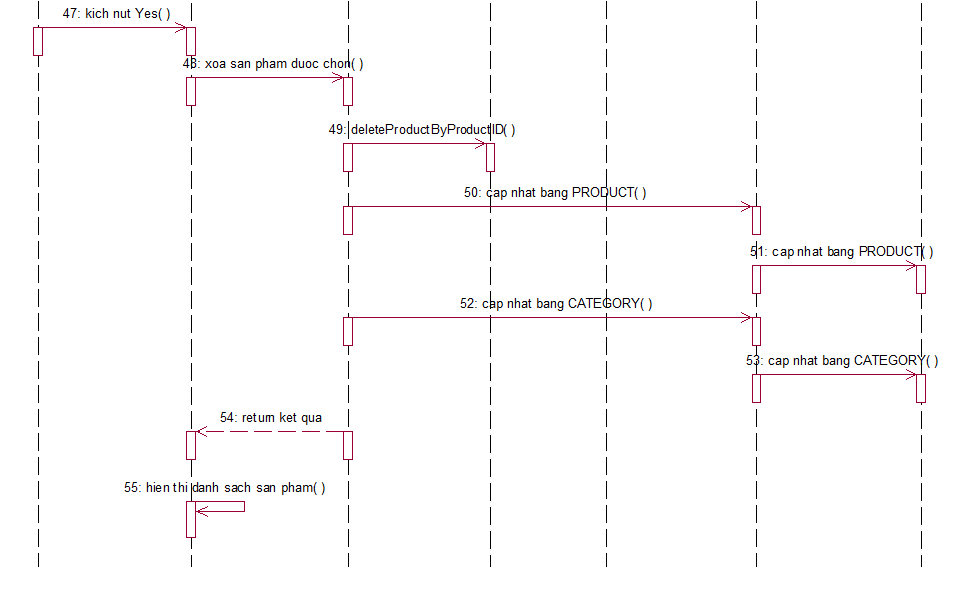 47: kich nut Yes( )
48: xoa san pham duoc chon( )
49: deleteProductByProductID( )
50: cap nhat bang PRODUCT( )
51: cap nhat bang PRODUCT( )
52: cap nhat bang CATEGORY( )
53: cap nhat bang CATEGORY( )
54: return ket qua
55: hien thi danh sach san pham( )